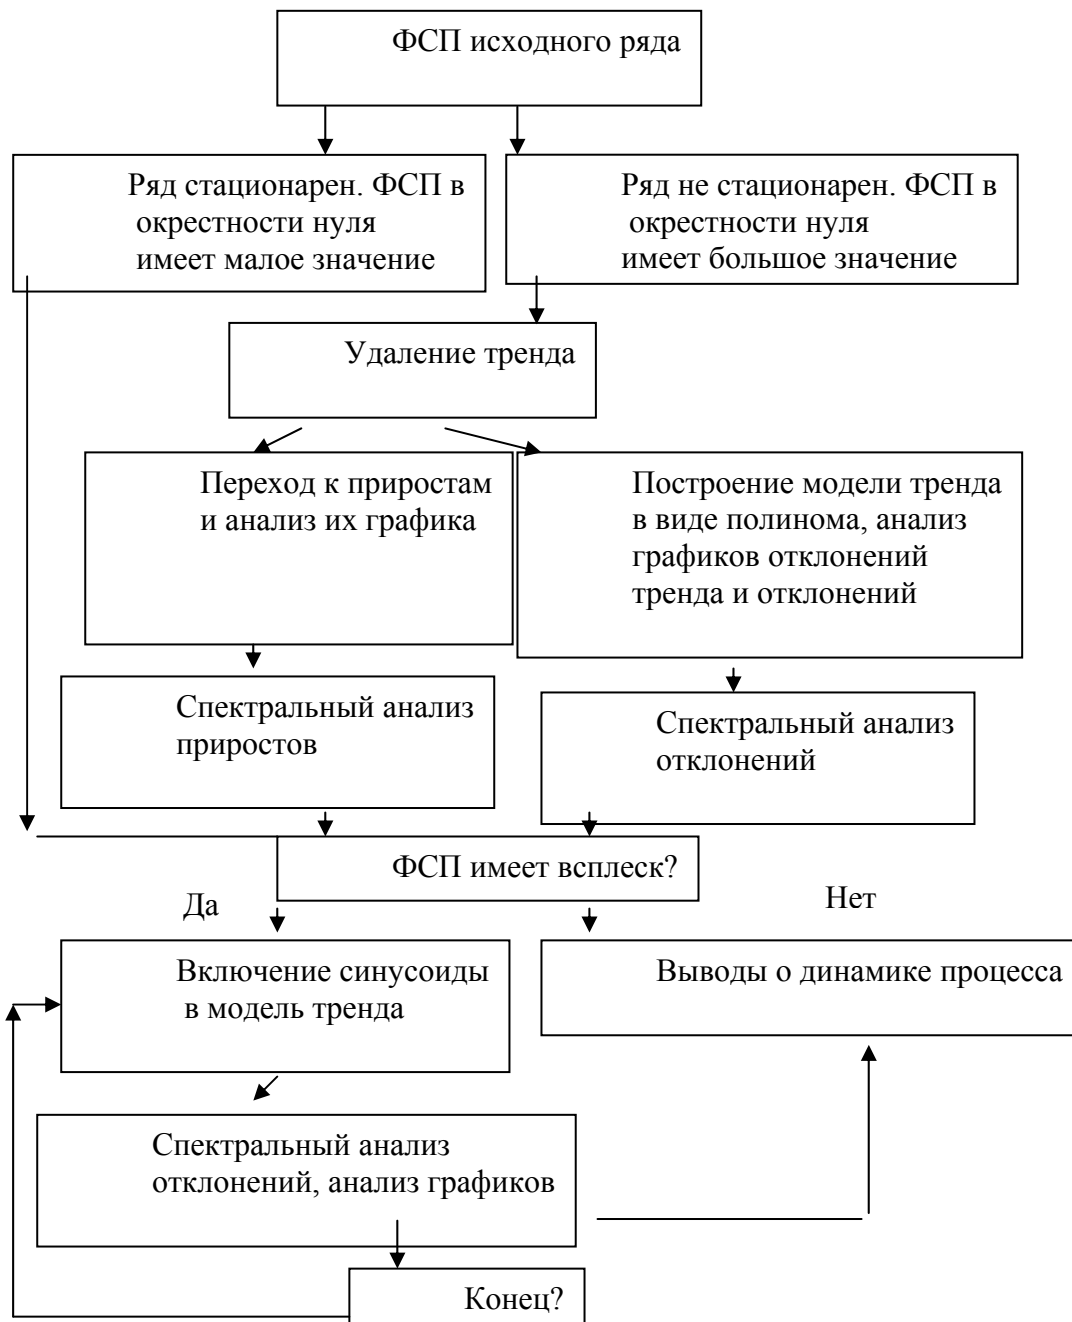 ФСП исходного ряда
Ряд стационарен. ФСП в
окрестности нуля
имеет малое значение
Ряд не стационарен. ФСП в
окрестности нуля
имеет большое значение
Удаление тренда
Переход к приростам
и анализ их графика
Построение модели тренда
в виде полинома, анализ
графиков отклонений
тренда и отклонений
Спектральный анализ
приростов
Спектральный анализ
отклонений
ФСП имеет всплеск?
Да
Нет
Включение синусоиды
в модель тренда
Выводы о динамике процесса
Спектральный анализ
отклонений, анализ графиков
Конец?